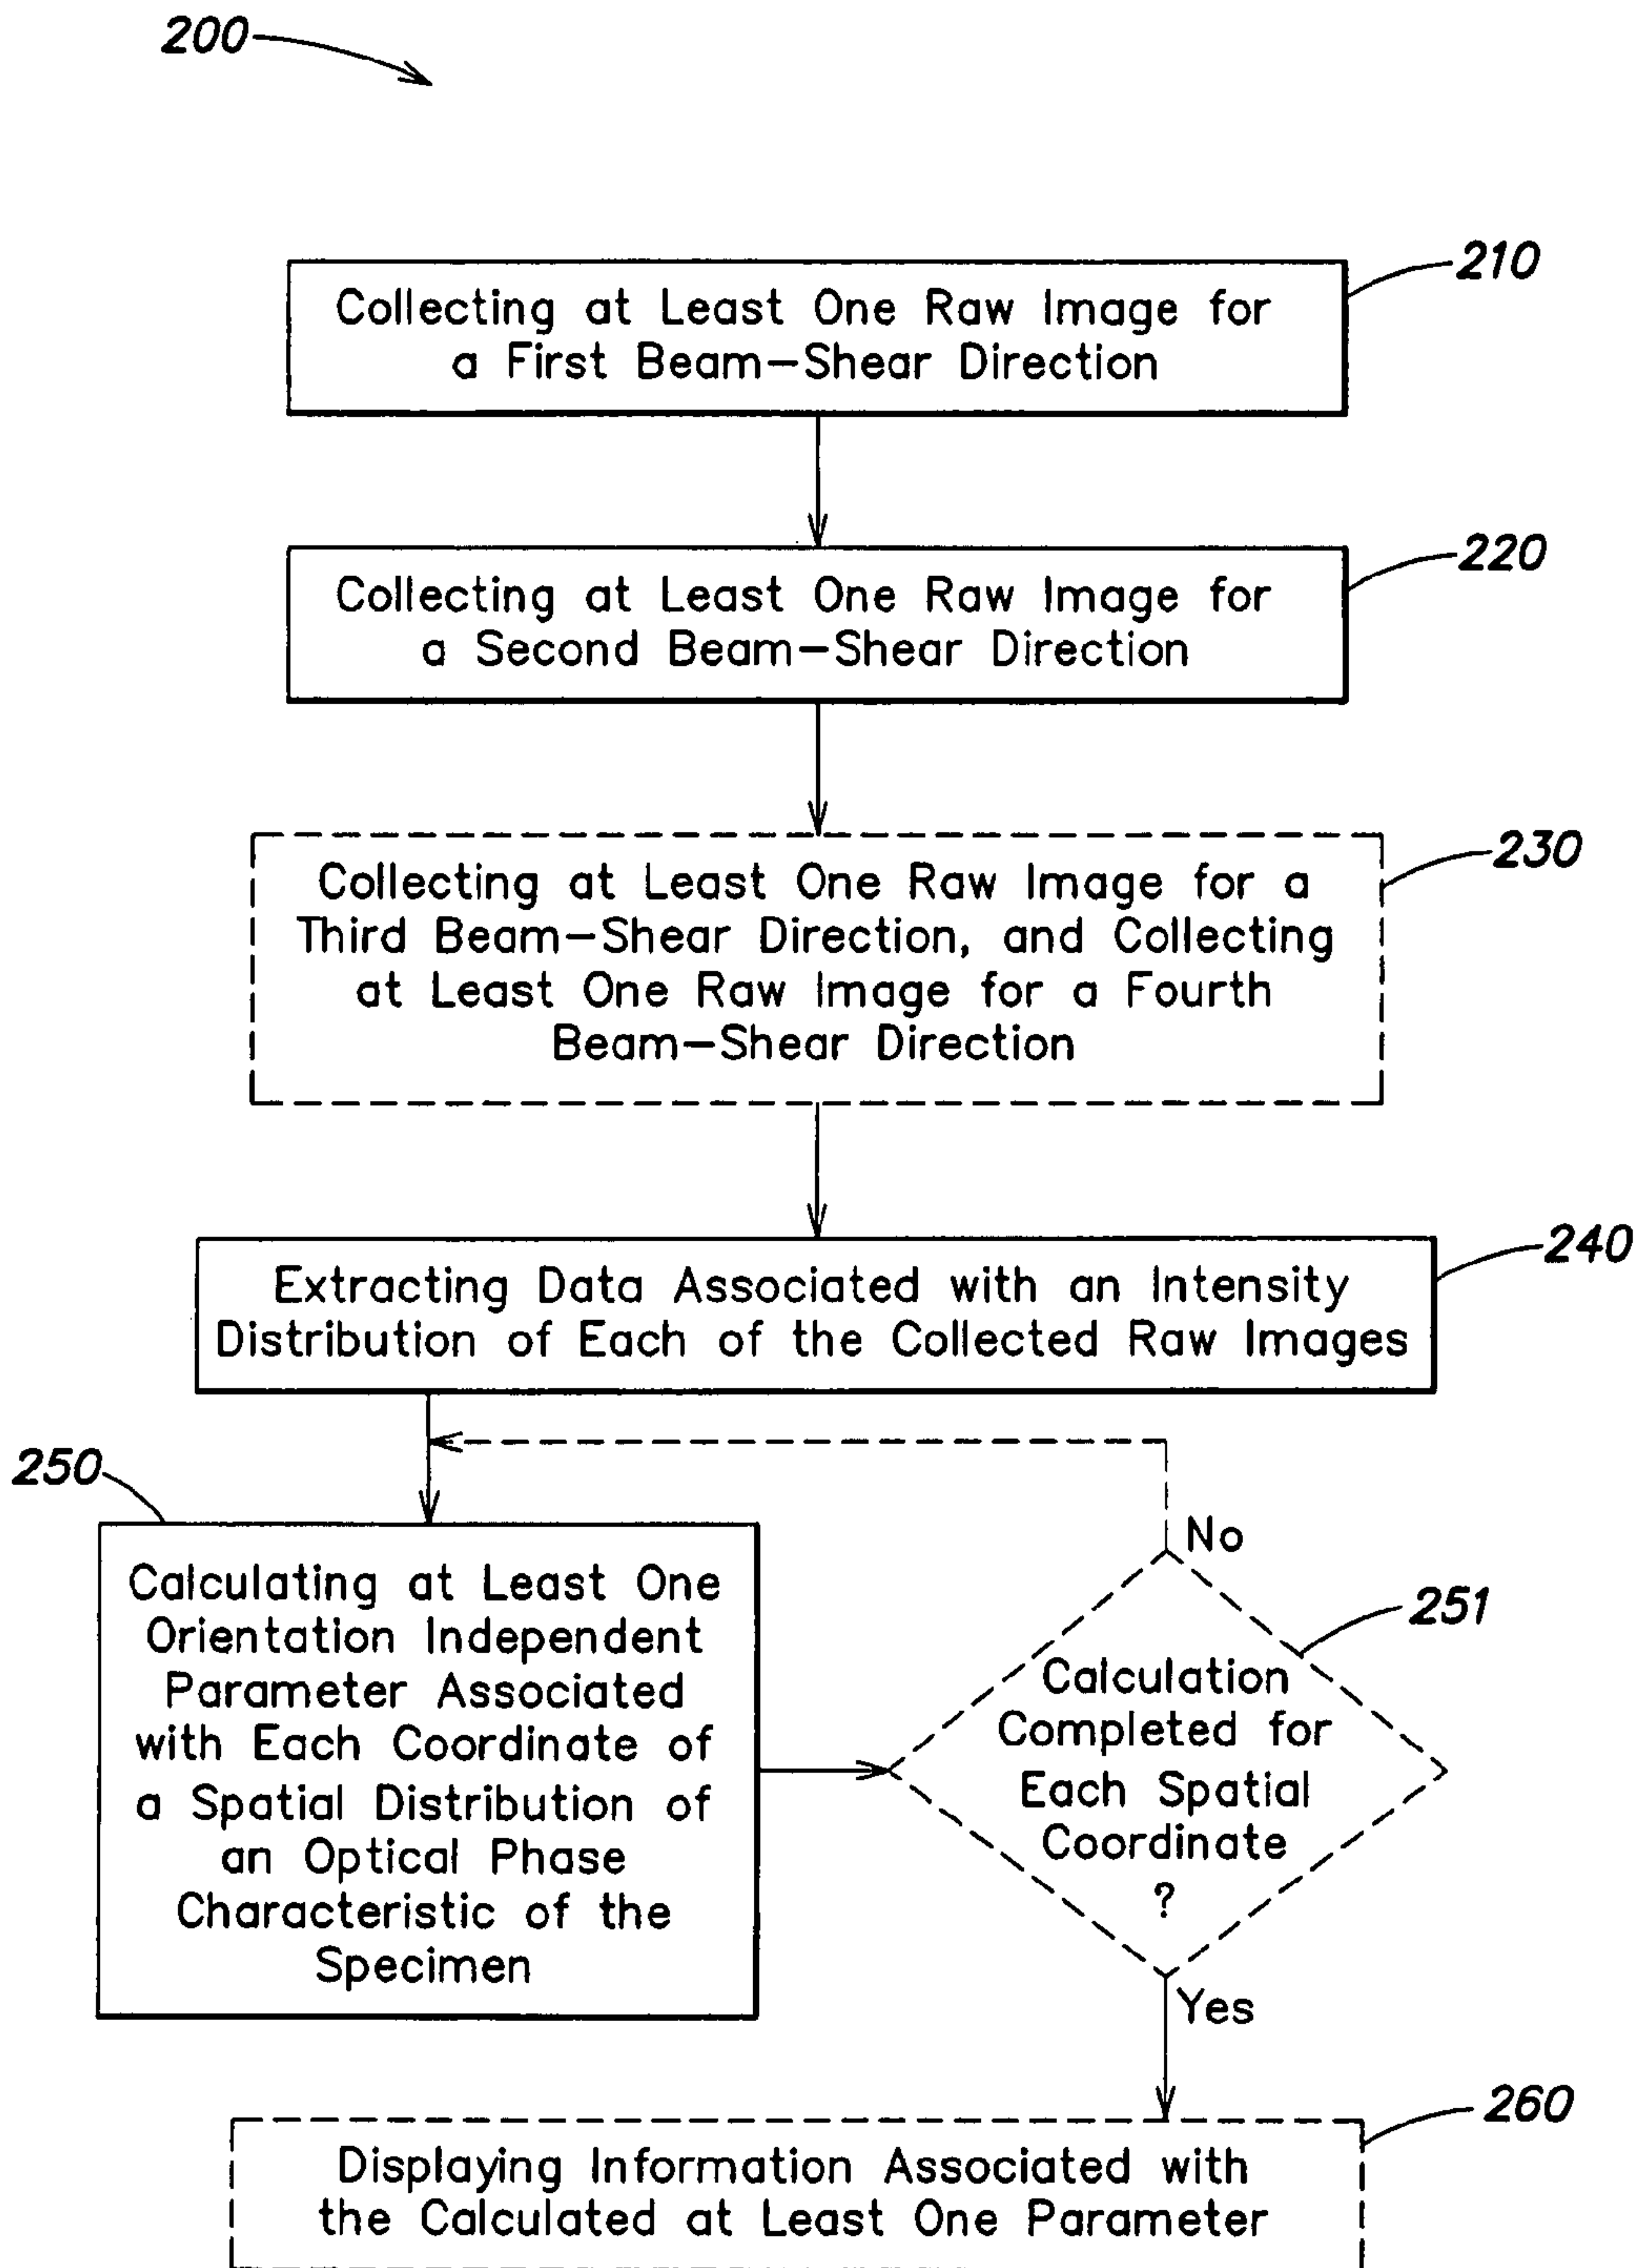 200
210
Collecting at Least One Raw Image for
a First Beam-Shear Direction
220
Collecting at Least One Raw Image for
a Second Beam-Shear Direction
230
Collecting at Least One Raw Image for a
Third Beam-Shear Direction, and Collecting
at Least One Raw Image for a Fourth
Beam-Shear Direction
240
Extracting Data Associated with an Intensity
Distribution of Each of the Collected Raw Images
250
Calculating at Least One
Orientation Independent
Parameter Associated
with Each Coordinate of
a Spatial Distribution of
an Optical Phase
Characteristic of the
Specimen
No
251
Calculation
Completed for
Each Spatial
Coordinate
?
Yes
260
Displaying Information Associated with
the Calculated at Least One Parameter